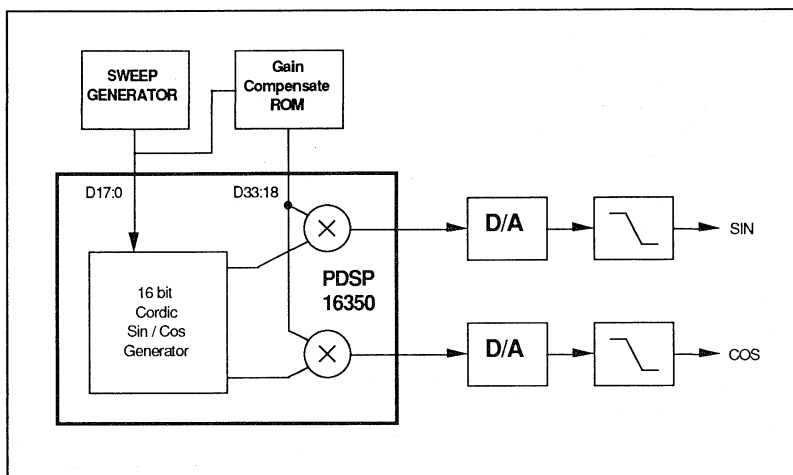 SWEEP
GENERATOR
Gain
Compensate
ROM
D17:0
D33:18
16 bit
Cordic
Sin / Cos
Generator
PDSP
16350
D/A
SIN
D/A
COS